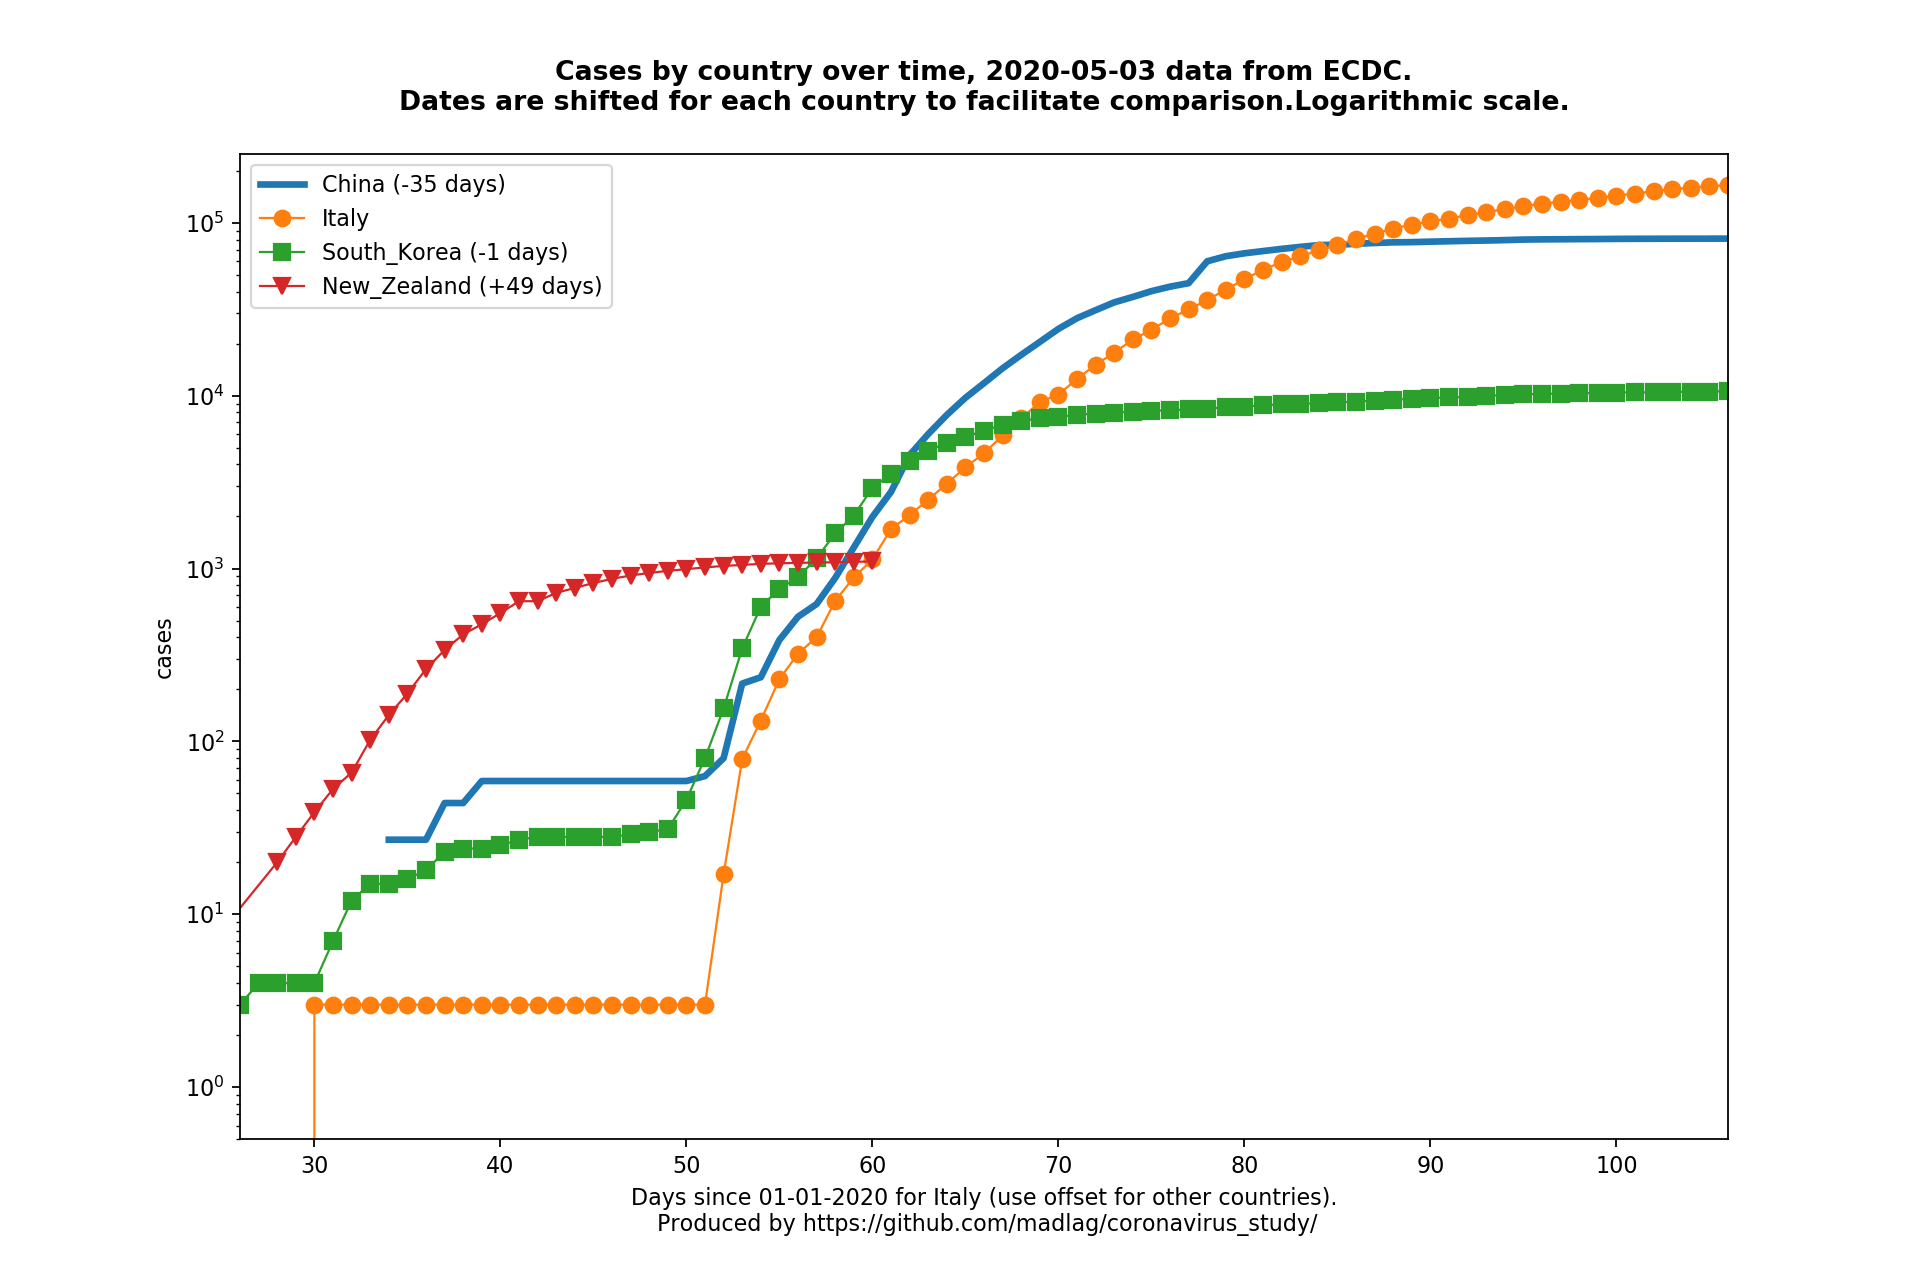 Cases by country over time, 2020-05-03 data from ECDC.
Dates are shifted for each country to facilitate comparison.Logarithmic scale.
China (-35 days)
Italy
South_Korea (-1 days)
New_Zealand (+49 days)
10^5
10^4
10^3
10^2
10^1
10^0
cases
30 40 50 60 70 80 90 100
Days since 01-01-2020 for Italy (use offset for other countries).
Produced by https://github.com/madlag/coronavirus_study/